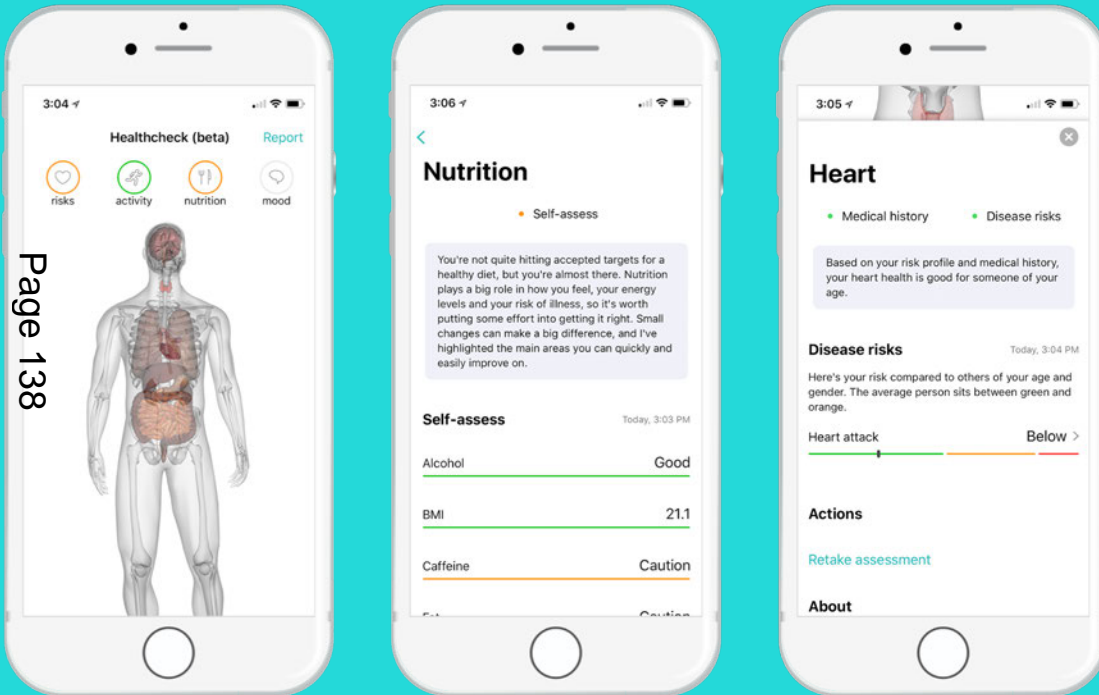 Page 138
3:04
Healthcheck (beta)
Report
risks
activity
nutrition
mood
3:06
Nutrition
Self-assess
You're not quite hitting accepted targets for a
healthy diet, but you're almost there. Nutrition
plays a big role in how you feel, your energy
levels and your risk of illness, so it's worth
putting some effort into getting it right. Small
changes can make a big difference, and I've
highlighted the main areas you can quickly and
easily improve on.
Self-assess
Today, 3:03 PM
Alcohol
Good
BMI
21.1
Caffeine
Caution
3:05
Heart
Medical history
Disease risks
Based on your risk profile and medical history,
your heart health is good for someone of your
age.
Disease risks
Today, 3:04 PM
Here's your risk compared to others of your age and
gender. The average person sits between green and
orange.
Heart attack
Below >
Actions
Retake assessment
About